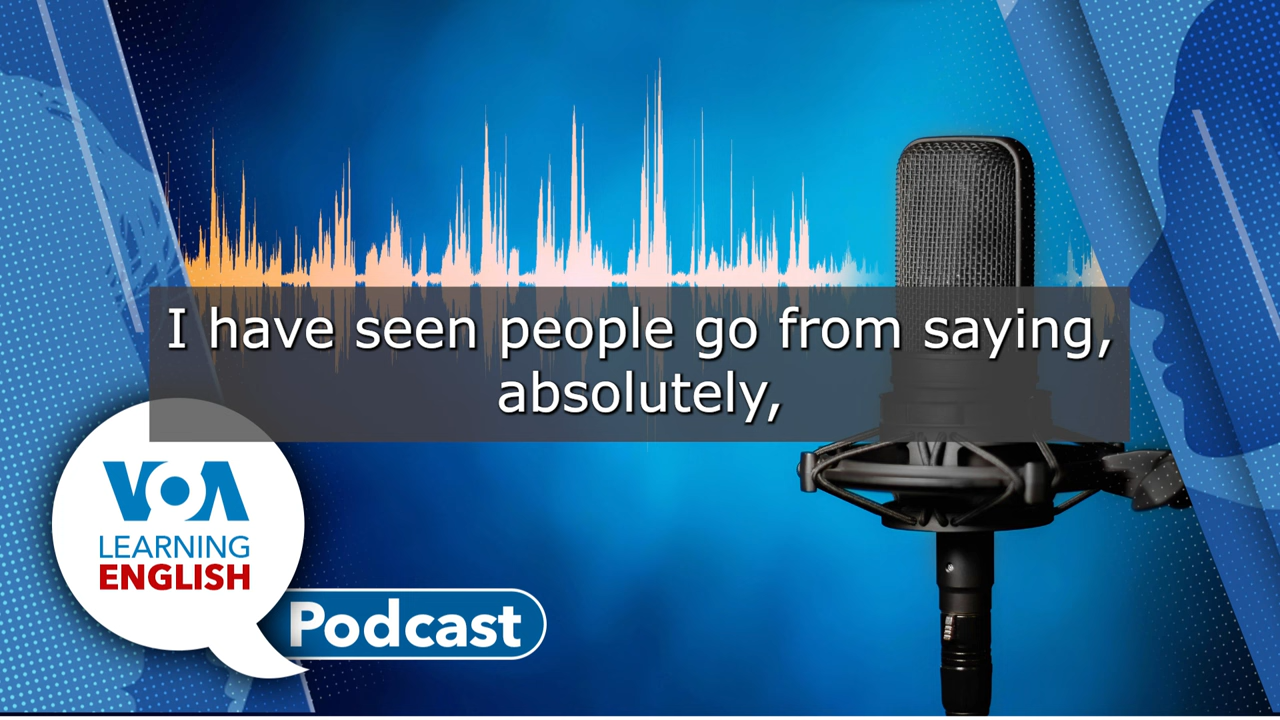 I have seen people go from saying,
absolutely,
VOA
LEARNING
ENGLISH
Podcast